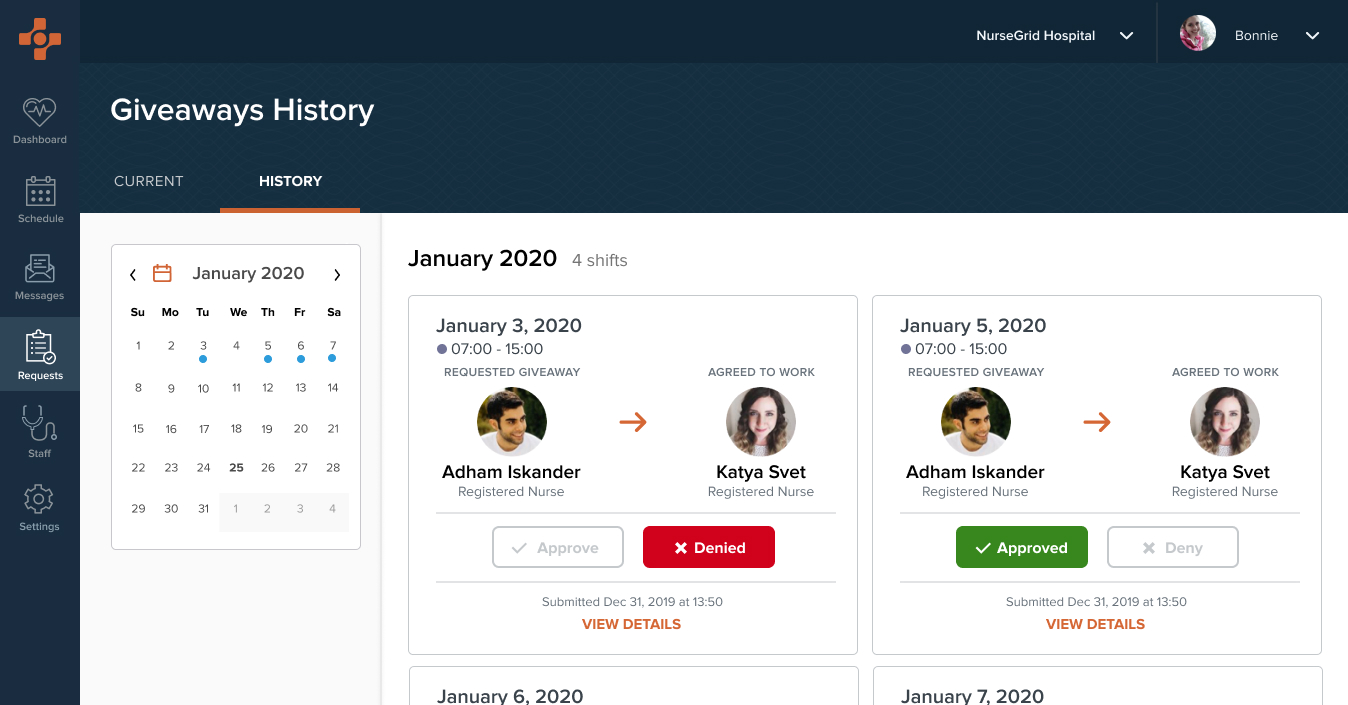 NurseGrid Hospital
Bonnie
Giveaways History
CURRENT
HISTORY
Dashboard
Schedule
Messages
Requests
Staff
Settings
January 2020
Su Mo Tu We Th Fr Sa
1 2 3 4 5 6 7
8 9 10 11 12 13 14
15 16 17 18 19 20 21
22 23 24 25 26 27 28
29 30 31 1 2 3 4
January 2020 4 shifts
January 3, 2020
07:00 - 15:00
REQUESTED GIVEAWAY
AGREED TO WORK
Adham Iskander
Katya Svet
Registered Nurse
Registered Nurse
Approve
Denied
Submitted Dec 31, 2019 at 13:50
VIEW DETAILS
January 5, 2020
07:00 - 15:00
REQUESTED GIVEAWAY
AGREED TO WORK
Adham Iskander
Katya Svet
Registered Nurse
Registered Nurse
Approved
Deny
Submitted Dec 31, 2019 at 13:50
VIEW DETAILS
January 6, 2020
January 7, 2020